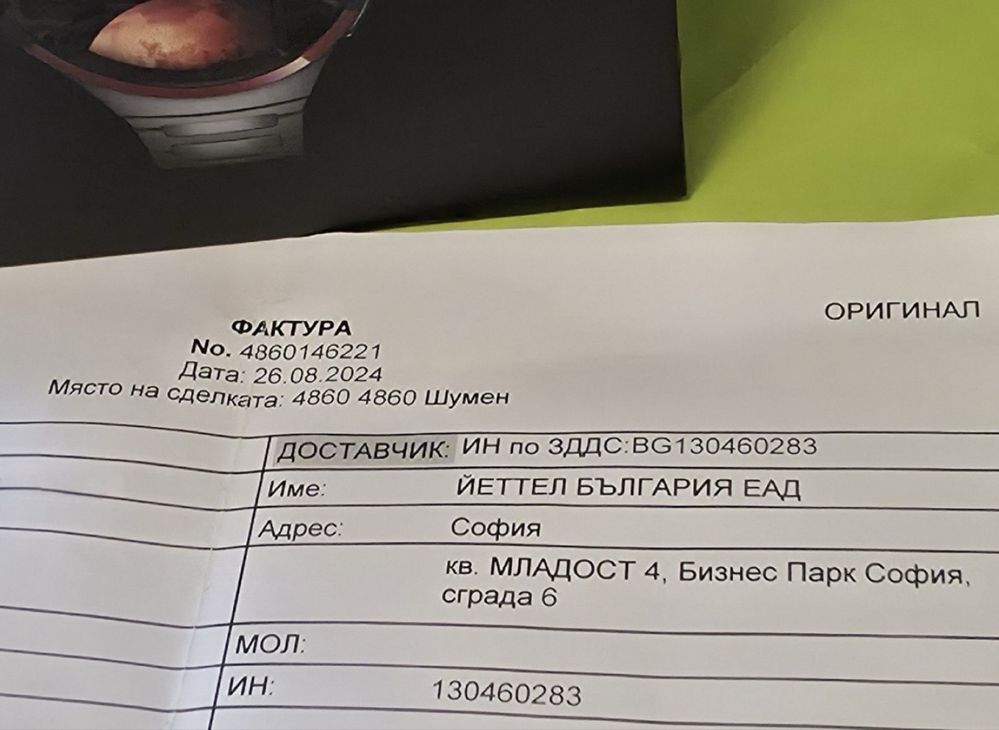 ОРИГИНАЛ
ФАКТУРА
No. 4860146221
Дата: 26.08.2024
Място на сделката: 4860 4860 Шумен
ДОСТАВЧИК: ИН по ЗДДС:BG130460283
Име: ЙЕТТЕЛ БЪЛГАРИЯ ЕАД
Адрес: София
кв. МЛАДОСТ 4, Бизнес Парк София,
сграда 6
МОЛ:
ИН: 130460283